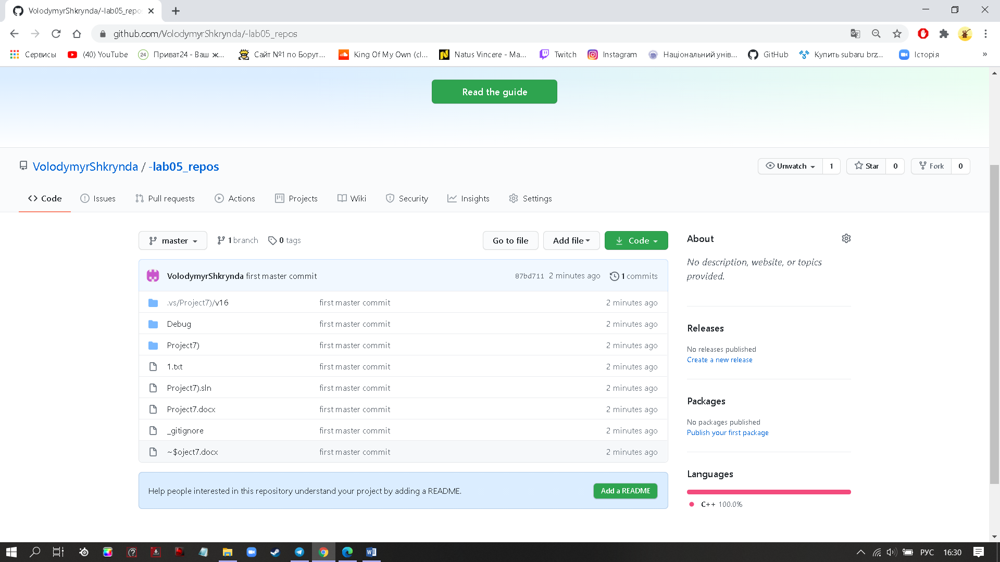 VolodymyrShkrynda/-lab05_repo
github.com/VolodymyrShkrynda/-lab05_repos
Сервисы
(40) YouTube
24
Приват24 - Ваш ж...
Сайт №1 по Борут...
King Of My Own (cl...
Natus Vincere - Ma...
Twitch
Instagram
Національний унів...
GitHub
Купить subaru brz...
Історія
»
Read the guide
VolodymyrShkrynda / -lab05_repos
Unwatch 1
Star 0
Fork 0
Code
Issues
Pull requests
Actions
Projects
Wiki
Security
Insights
Settings
master
1 branch
0 tags
Go to file
Add file
Code
VolodymyrShkrynda first master commit 87bd711 2 minutes ago 1 commits
.vs/Project7)/v16 first master commit 2 minutes ago
Debug first master commit 2 minutes ago
Project7) first master commit 2 minutes ago
1.txt first master commit 2 minutes ago
Project7).sln first master commit 2 minutes ago
Project7.docx first master commit 2 minutes ago
_gitignore first master commit 2 minutes ago
~$oject7.docx first master commit 2 minutes ago
Help people interested in this repository understand your project by adding a README.
Add a README
About
No description, website, or topics
provided.
Releases
No releases published
Create a new release
Packages
No packages published
Publish your first package
Languages
C++ 100.0%
РУС
16:30